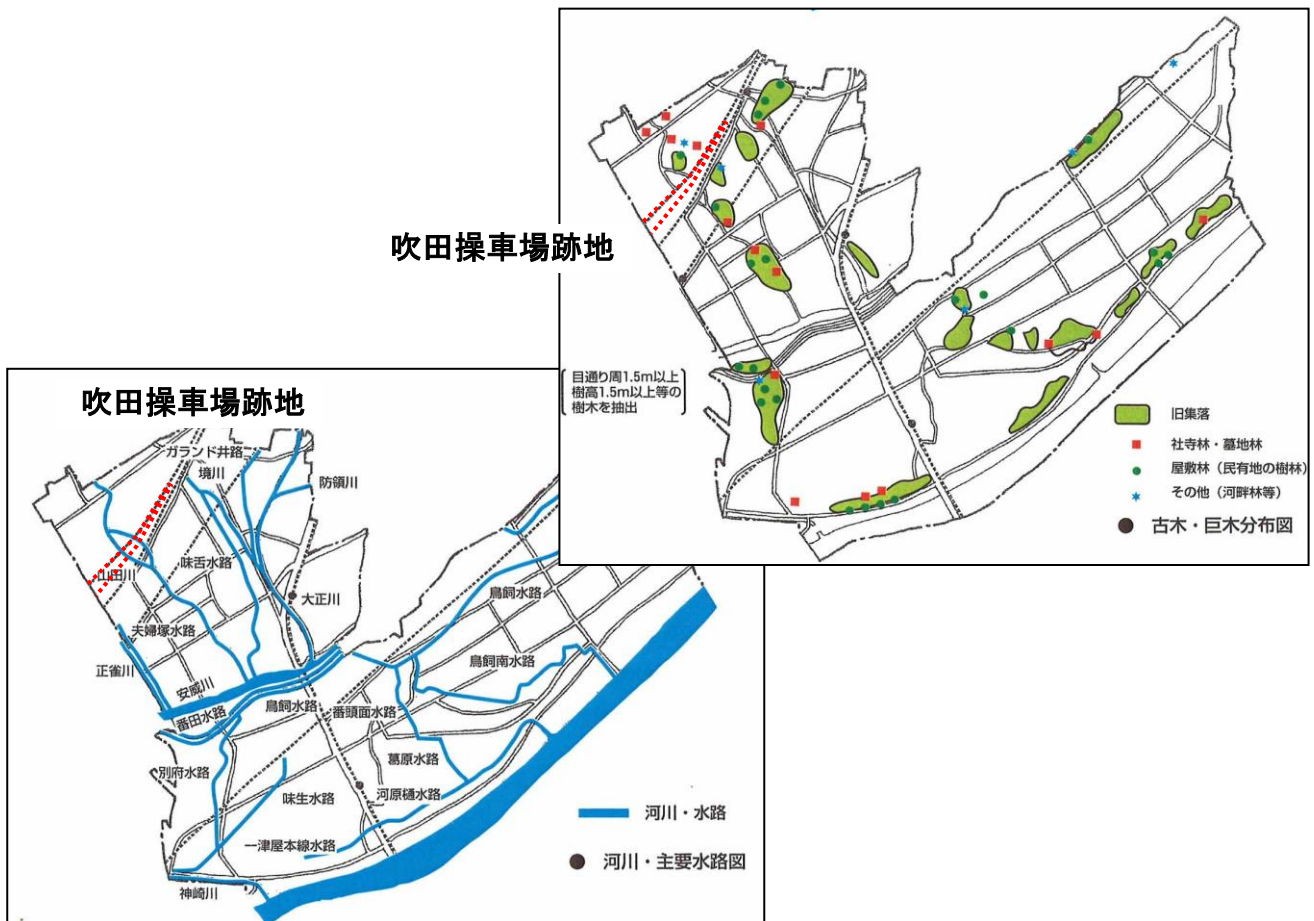 吹田操車場跡地
目通り周1.5m以上
樹高1.5m以上等の
樹木を抽出
旧集落
社寺林・墓地林
屋敷林（民有地の樹林）
その他（河畔林等）
古木・巨木分布図
吹田操車場跡地
ガランド井路
境川
防領川
山田川
味舌水路
大正川
夫婦塚水路
正雀川
安威川
番田水路
鳥飼水路
鳥飼水路
鳥飼南水路
番頭面水路
別府水路
葛原水路
味生水路
河原樋水路
一津屋本線水路
神崎川
河川・水路
河川・主要水路図